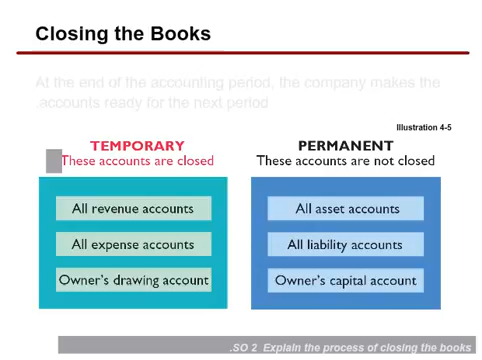 Closing the Books
At the end of the accounting period, the company makes the
.accounts ready for the next period
Illustration 4-5
TEMPORARY
These accounts are closed
All revenue accounts
All expense accounts
Owner's drawing account
PERMANENT
These accounts are not closed
All asset accounts
All liability accounts
Owner's capital account
.SO 2 Explain the process of closing the books